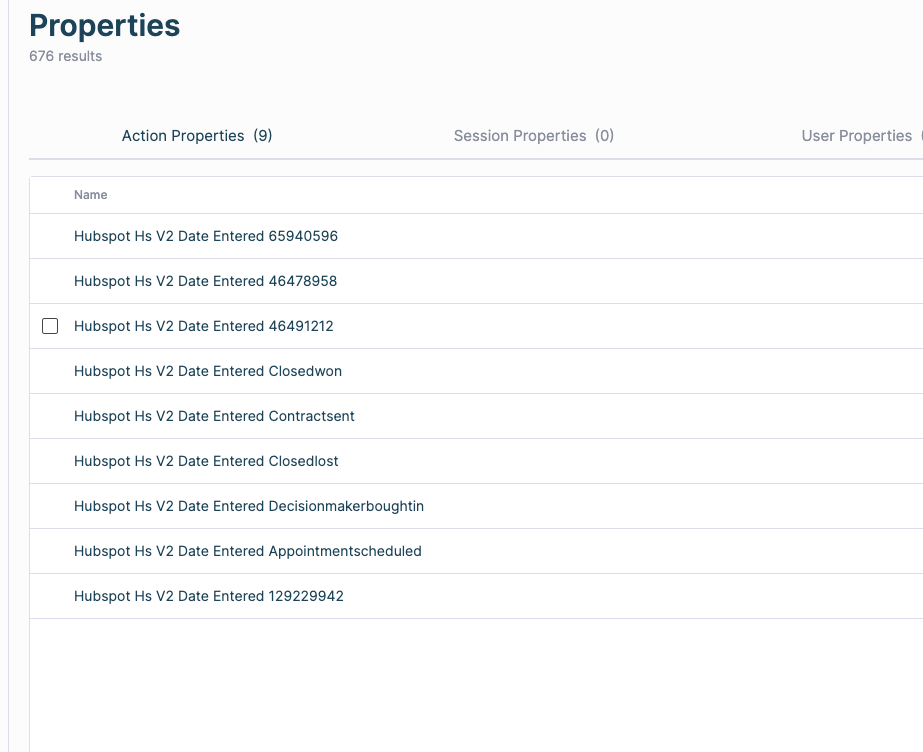 Properties
676 results
Action Properties (9)
Session Properties (0)
User Properties (
Name
Hubspot Hs V2 Date Entered 65940596
Hubspot Hs V2 Date Entered 46478958
Hubspot Hs V2 Date Entered 46491212
Hubspot Hs V2 Date Entered Closedwon
Hubspot Hs V2 Date Entered Contractsent
Hubspot Hs V2 Date Entered Closedlost
Hubspot Hs V2 Date Entered Decisionmakerboughtin
Hubspot Hs V2 Date Entered Appointmentscheduled
Hubspot Hs V2 Date Entered 129229942